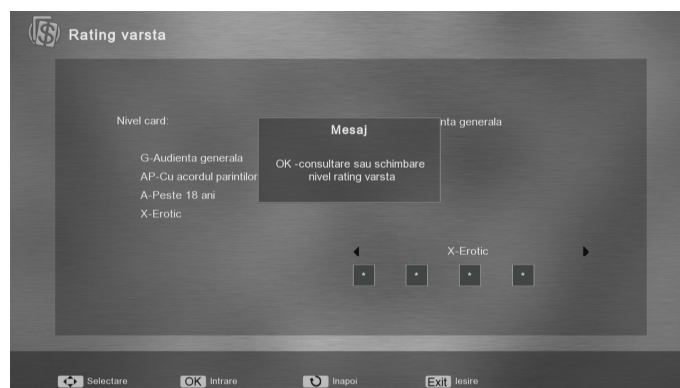 Rating varsta
Nivel card:
nta generala
Mesaj
OK -consultare sau schimbare
nivel rating varsta
G-Audienta generala
AP-Cu acordul parintilor
A-Peste 18 ani
X-Erotic
X-Erotic
* * * *
Selectare OK Intrare Inapoi Exit Iesire